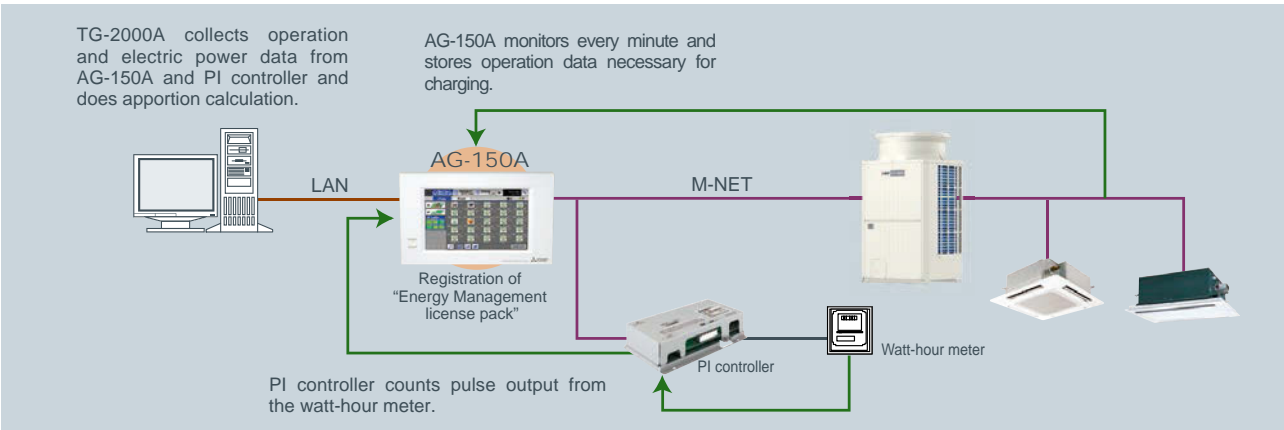 TG-2000A collects operation
and electric power data from
AG-150A and PI controller and
does apportion calculation.
AG-150A monitors every minute and
stores operation data necessary for
charging.
AG-150A
LAN
M-NET
Registration of
“Energy Management
license pack”
Watt-hour meter
PI controller
PI controller counts pulse output from
the watt-hour meter.